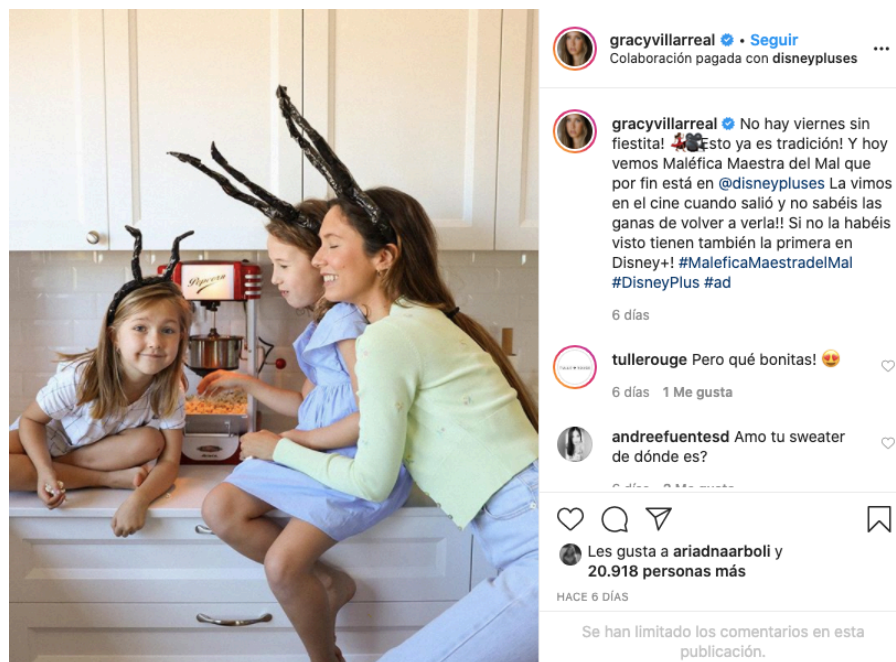 Popcorn
gracyvillarreal • Seguir
Colaboración pagada con disneypluses
gracyvillarreal No hay viernes sin
fiestita! Esto ya es tradición! Y hoy
vemos Maléfica Maestra del Mal que
por fin está en @disneypluses La vimos
en el cine cuando salió y no sabéis las
ganas de volver a verla!! Si no la habéis
visto tienen también la primera en
Disney+! #MaleficaMaestradelMal
#DisneyPlus #ad
6 días
tullerouge Pero qué bonitas! 😍
6 días 1 Me gusta
andreefuentesd Amo tu sweater
de dónde es?
Les gusta a ariadnaarboli y
20.918 personas más
HACE 6 DÍAS
Se han limitado los comentarios en esta
publicación.